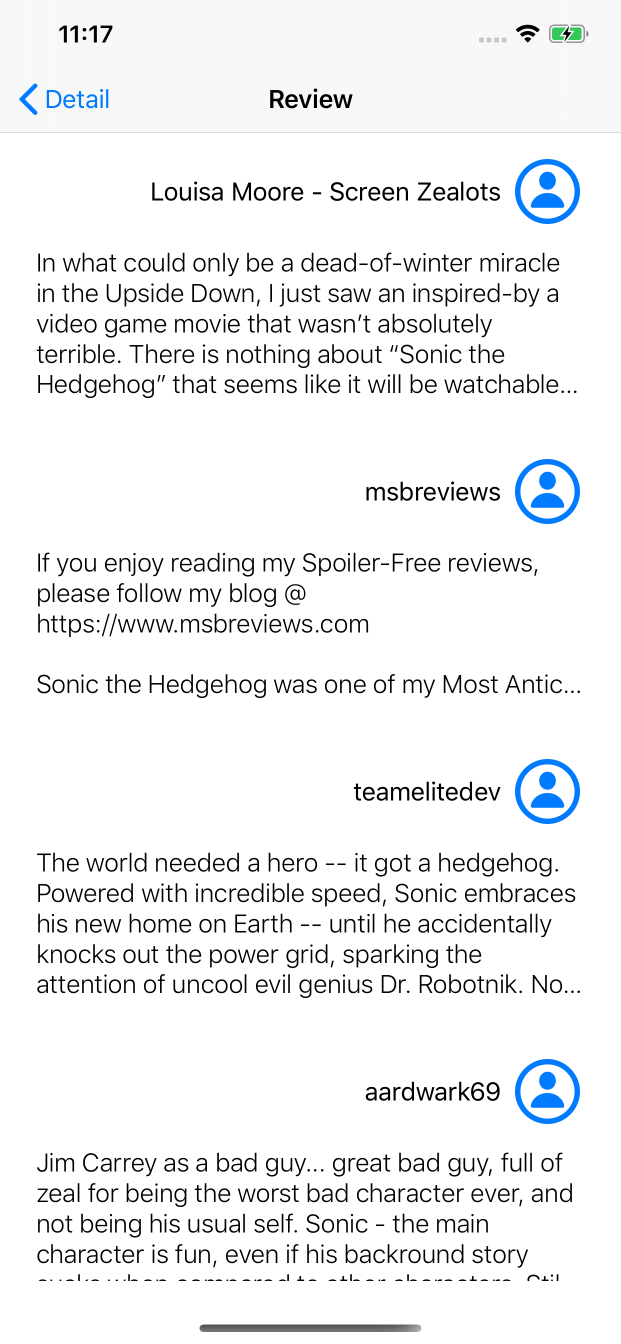 11:17
Detail
Review
Louisa Moore - Screen Zealots
In what could only be a dead-of-winter miracle
in the Upside Down, I just saw an inspired-by a
video game movie that wasn’t absolutely
terrible. There is nothing about “Sonic the
Hedgehog” that seems like it will be watchable...
msbreviews
If you enjoy reading my Spoiler-Free reviews,
please follow my blog @
https://www.msbreviews.com
Sonic the Hedgehog was one of my Most Antic...
teamelitedev
The world needed a hero -- it got a hedgehog.
Powered with incredible speed, Sonic embraces
his new home on Earth -- until he accidentally
knocks out the power grid, sparking the
attention of uncool evil genius Dr. Robotnik. No...
aardwark69
Jim Carrey as a bad guy... great bad guy, full of
zeal for being the worst bad character ever, and
not being his usual self. Sonic - the main
character is fun, even if his backround story
sucks when compared to other characters. Stil